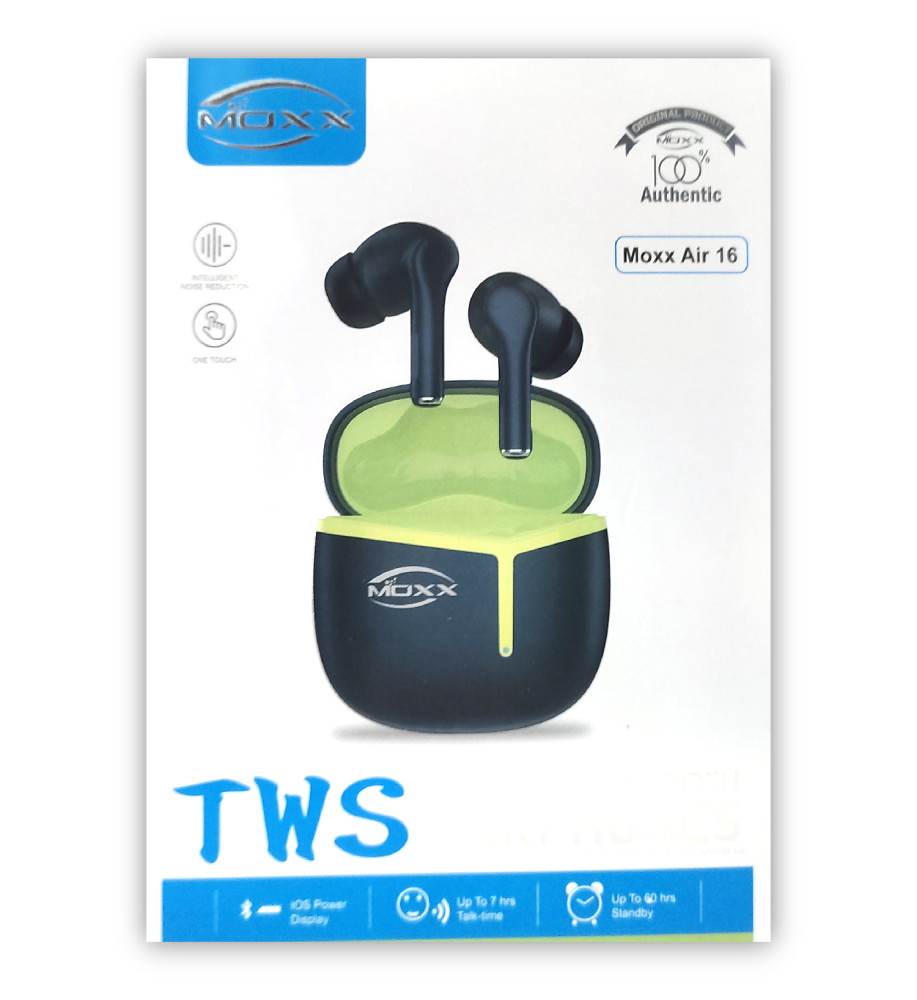 MOXX
ORIGINAL PRODUCT
MOXX
100%
Authentic
Moxx Air 16
INTELLIGENT
NOISE REDUCTION
ONE TOUCH
MOXX
TWS
iOS Power
Display
Up To 7 hrs
Talk-time
Up To 60 hrs
Standby